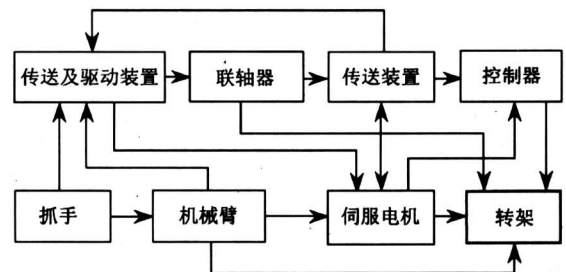 传送及驱动装置
联轴器
传送装置
控制器
抓手
机械臂
伺服电机
转架